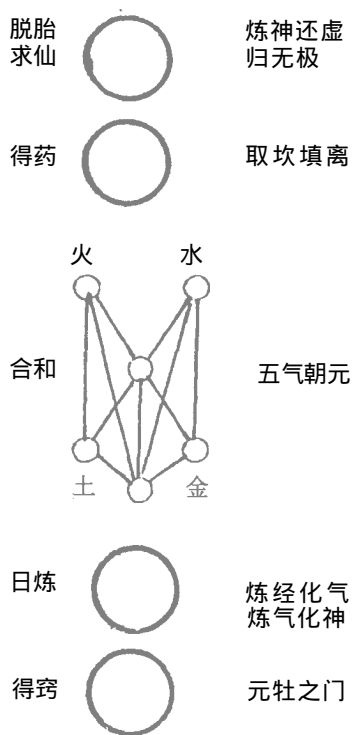 脱胎
求仙
炼神还虚
归无极
得药
取坎填离
火
水
合和
五气朝元
土
金
日炼
炼经化气
炼气化神
得窍
元牡之门